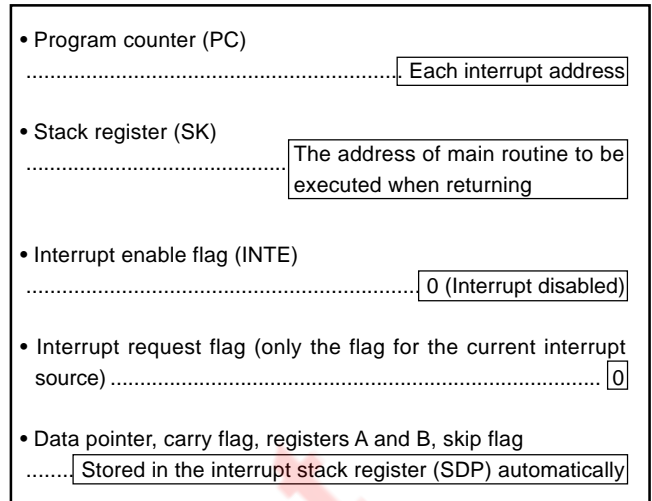 • Program counter (PC)
............................................................... Each interrupt address
• Stack register (SK)
........................................... The address of main routine to be
executed when returning
• Interrupt enable flag (INTE)
.................................................................. 0 (Interrupt disabled)
• Interrupt request flag (only the flag for the current interrupt
source) .................................................................................. 0
• Data pointer, carry flag, registers A and B, skip flag
........ Stored in the interrupt stack register (SDP) automatically